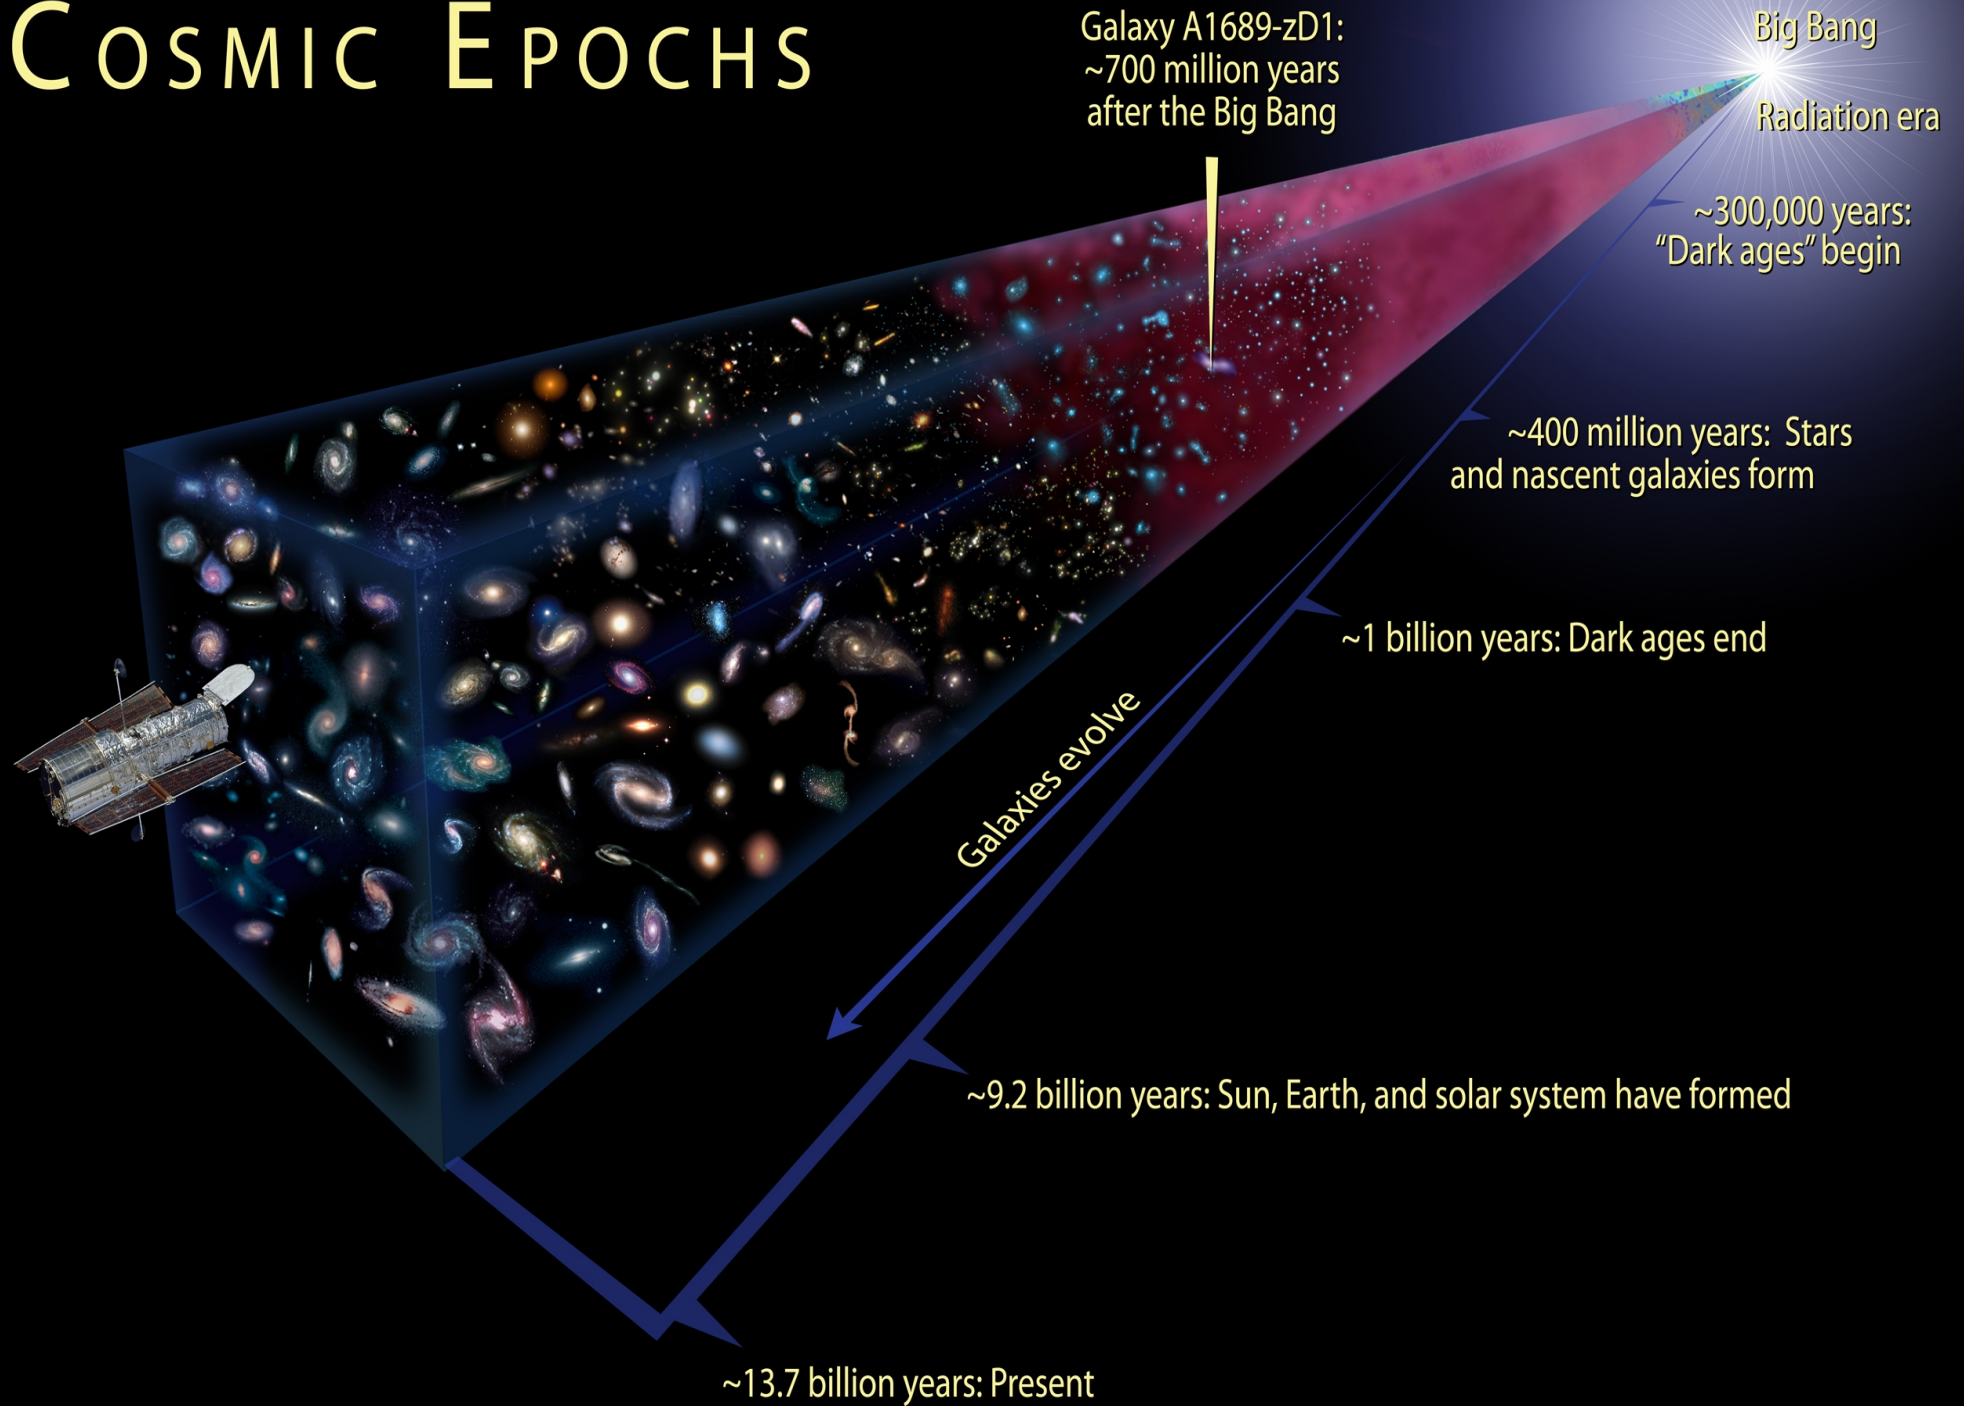 COSMIC EPOCHS
Galaxy A1689-zD1:
~700 million years
after the Big Bang
Big Bang
Radiation era
~300,000 years:
“Dark ages” begin
~400 million years: Stars
and nascent galaxies form
~1 billion years: Dark ages end
Galaxies evolve
~9.2 billion years: Sun, Earth, and solar system have formed
~13.7 billion years: Present